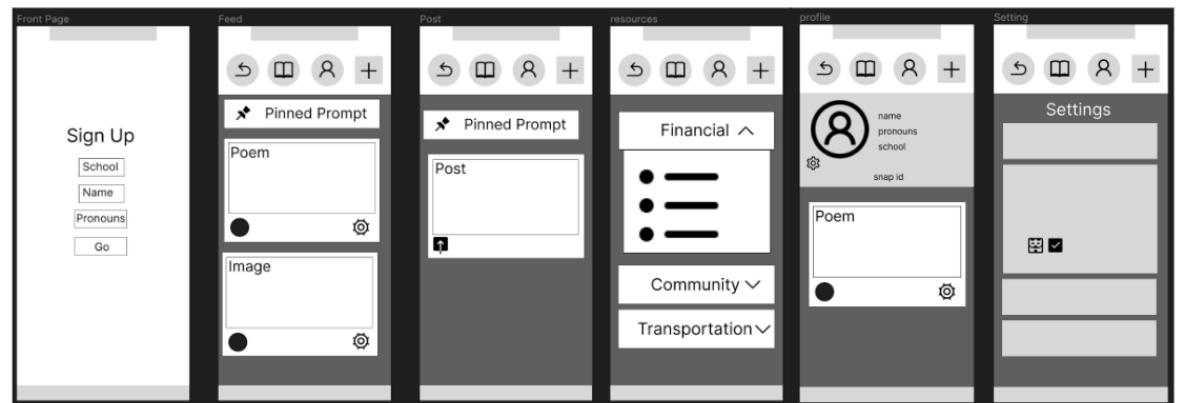 Front Page
Feed
Post
resources
profile
Setting
Sign Up
School
Name
Pronouns
Go
Pinned Prompt
Poem
Image
Pinned Prompt
Post
Financial
Community
Transportation
name
pronouns
school
snap id
Poem
Settings